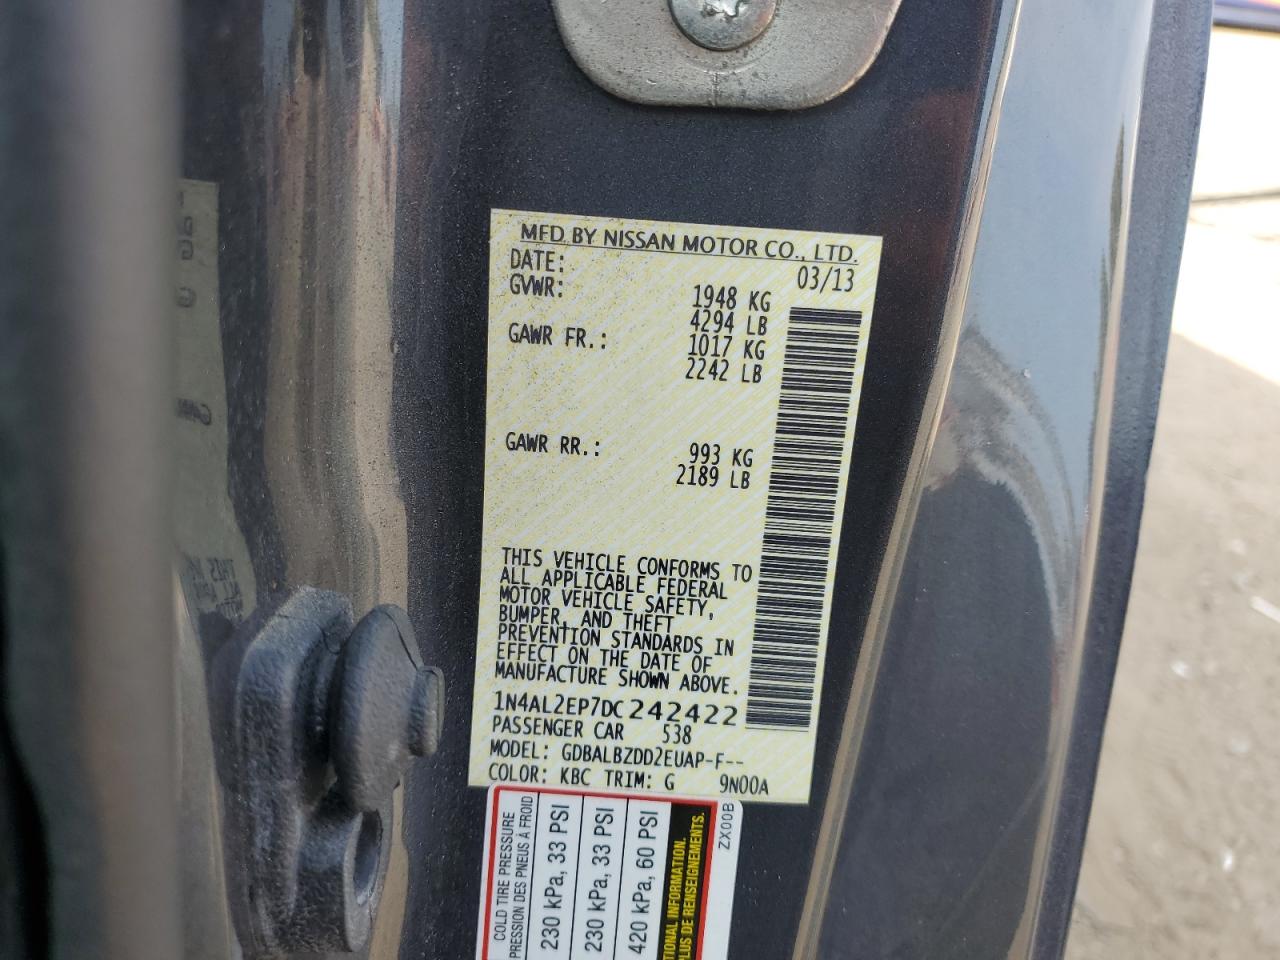 MFD. BY NISSAN MOTOR CO., LTD.
DATE: 03/13
GVWR: 1948 KG
4294 LB
GAWR FR.: 1017 KG
2242 LB
GAWR RR.: 993 KG
2189 LB
THIS VEHICLE CONFORMS TO
ALL APPLICABLE FEDERAL
MOTOR VEHICLE SAFETY,
BUMPER, AND THEFT
PREVENTION STANDARDS IN
EFFECT ON THE DATE OF
MANUFACTURE SHOWN ABOVE.
1N4AL2EP7DC242422
PASSENGER CAR 538
MODEL: GDBALBZDD2EUAP-F--
COLOR: KBC TRIM: G 9N00A
COLD TIRE PRESSURE
PRESSION DES PNEUS À FROID
230 kPa, 33 PSI
230 kPa, 33 PSI
420 kPa, 60 PSI
INFORMATION.
PLUS DE RENSEIGNEMENTS.
ZX00B